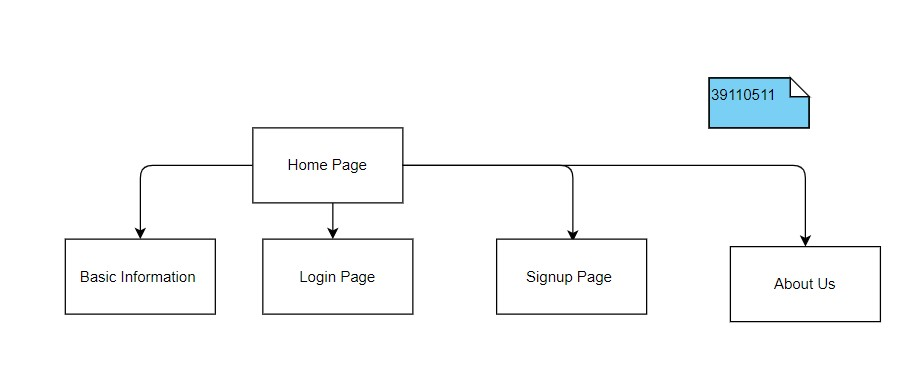 39110511
Home Page
Basic Information
Login Page
Signup Page
About Us